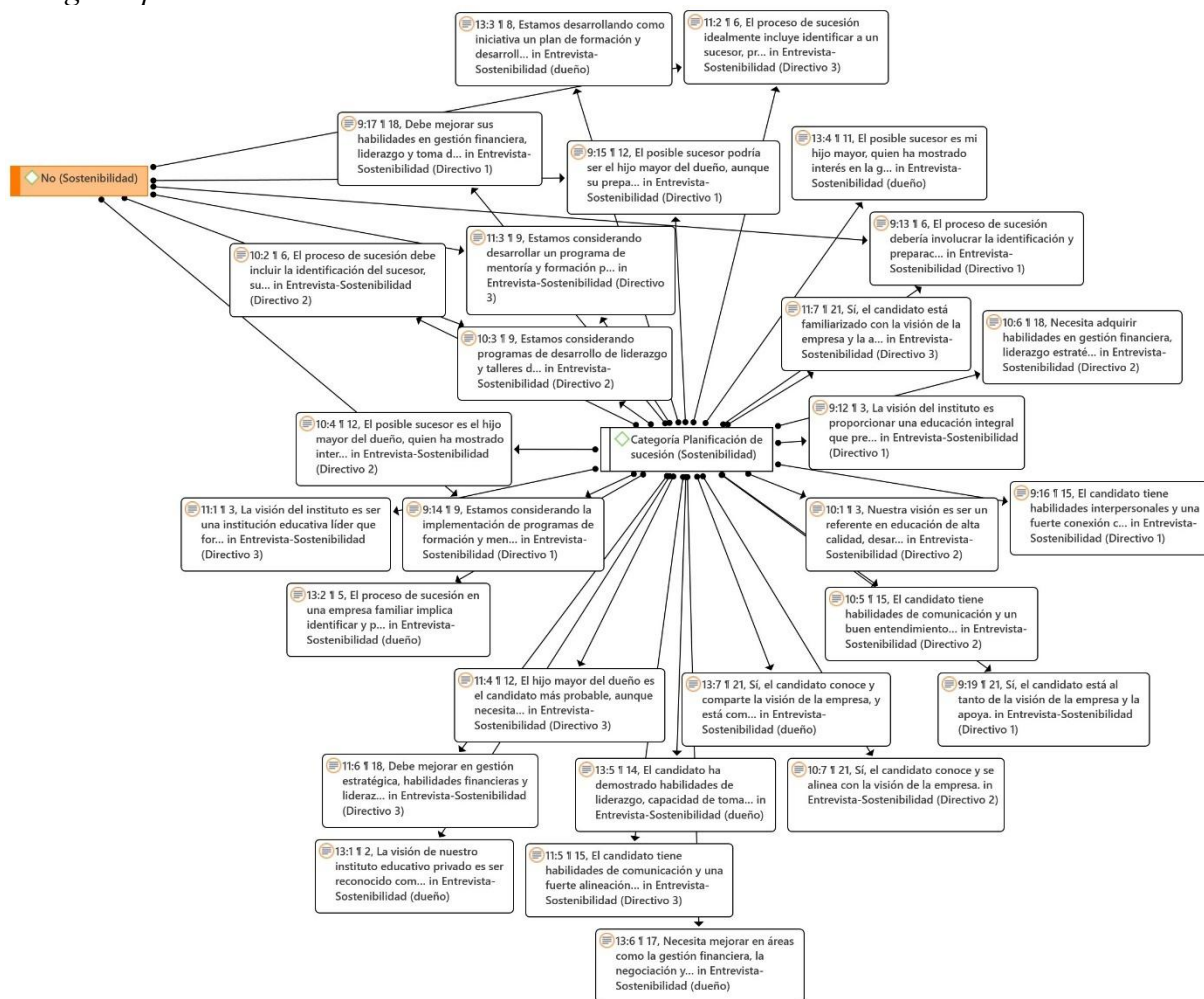 13:3 ¶ 8, Estamos desarrollando como
iniciativa un plan de formación y
desarroll... in Entrevista-
Sostenibilidad (dueño)
11:2 ¶ 6, El proceso de sucesión
idealmente incluye identificar a un
sucesor, pr... in Entrevista-
Sostenibilidad (Directivo 3)
9:17 ¶ 18, Debe mejorar sus
habilidades en gestión financiera,
liderazgo y toma d... in Entrevista-
Sostenibilidad (Directivo 1)
9:15 ¶ 12, El posible sucesor podría
ser el hijo mayor del dueño, aunque
su prepa... in Entrevista-
Sostenibilidad (Directivo 1)
13:4 ¶ 11, El posible sucesor es mi
hijo mayor, quien ha mostrado
interés en la g... in Entrevista-
Sostenibilidad (dueño)
No (Sostenibilidad)
9:13 ¶ 6, El proceso de sucesión
debería involucrar la identificación y
preparac... in Entrevista-
Sostenibilidad (Directivo 1)
10:2 ¶ 6, El proceso de sucesión debe
incluir la identificación del sucesor,
su... in Entrevista-Sostenibilidad
(Directivo 2)
11:3 ¶ 9, Estamos considerando
desarrollar un programa de
mentoría y formación p... in
Entrevista-Sostenibilidad (Directivo
3)
11:7 ¶ 21, Sí, el candidato está
familiarizado con la visión de la
empresa y la a... in Entrevista-
Sostenibilidad (Directivo 3)
10:6 ¶ 18, Necesita adquirir
habilidades en gestión financiera,
liderazgo estraté... in Entrevista-
Sostenibilidad (Directivo 2)
10:3 ¶ 9, Estamos considerando
programas de desarrollo de liderazgo
y talleres d... in Entrevista-
Sostenibilidad (Directivo 2)
9:12 ¶ 3, La visión del instituto es
proporcionar una educación integral
que pre... in Entrevista-Sostenibilidad
(Directivo 1)
10:4 ¶ 12, El posible sucesor es el hijo
mayor del dueño, quien ha mostrado
inter... in Entrevista-Sostenibilidad
(Directivo 2)
Categoría Planificación de
sucesión (Sostenibilidad)
11:1 ¶ 3, La visión del instituto es ser
una institución educativa líder que
for... in Entrevista-Sostenibilidad
(Directivo 3)
9:14 ¶ 9, Estamos considerando la
implementación de programas de
formación y men... in Entrevista-
Sostenibilidad (Directivo 1)
10:1 ¶ 3, Nuestra visión es ser un
referente en educación de alta
calidad, desar... in Entrevista-
Sostenibilidad (Directivo 2)
9:16 ¶ 15, El candidato tiene
habilidades interpersonales y una
fuerte conexión c... in Entrevista-
Sostenibilidad (Directivo 1)
13:2 ¶ 5, El proceso de sucesión en
una empresa familiar implica
identificar y p... in Entrevista-
Sostenibilidad (dueño)
10:5 ¶ 15, El candidato tiene
habilidades de comunicación y un
buen entendimiento... in Entrevista-
Sostenibilidad (Directivo 2)
11:4 ¶ 12, El hijo mayor del dueño es
el candidato más probable, aunque
necesita... in Entrevista-
Sostenibilidad (Directivo 3)
13:7 ¶ 21, Sí, el candidato conoce y
comparte la visión de la empresa, y
está com... in Entrevista-
Sostenibilidad (dueño)
9:19 ¶ 21, Sí, el candidato está al
tanto de la visión de la empresa y la
apoya. in Entrevista-Sostenibilidad
(Directivo 1)
11:6 ¶ 18, Debe mejorar en gestión
estratégica, habilidades financieras y
lideraz... in Entrevista-Sostenibilidad
(Directivo 3)
13:5 ¶ 14, El candidato ha
demostrado habilidades de
liderazgo, capacidad de toma... in
Entrevista-Sostenibilidad (dueño)
10:7 ¶ 21, Sí, el candidato conoce y se
alinea con la visión de la empresa. in
Entrevista-Sostenibilidad (Directivo 2)
13:1 ¶ 2, La visión de nuestro
instituto educativo privado es ser
reconocido com... in Entrevista-
Sostenibilidad (dueño)
11:5 ¶ 15, El candidato tiene
habilidades de comunicación y una
fuerte alineación... in Entrevista-
Sostenibilidad (Directivo 3)
13:6 ¶ 17, Necesita mejorar en áreas
como la gestión financiera, la
negociación y... in Entrevista-
Sostenibilidad (dueño)